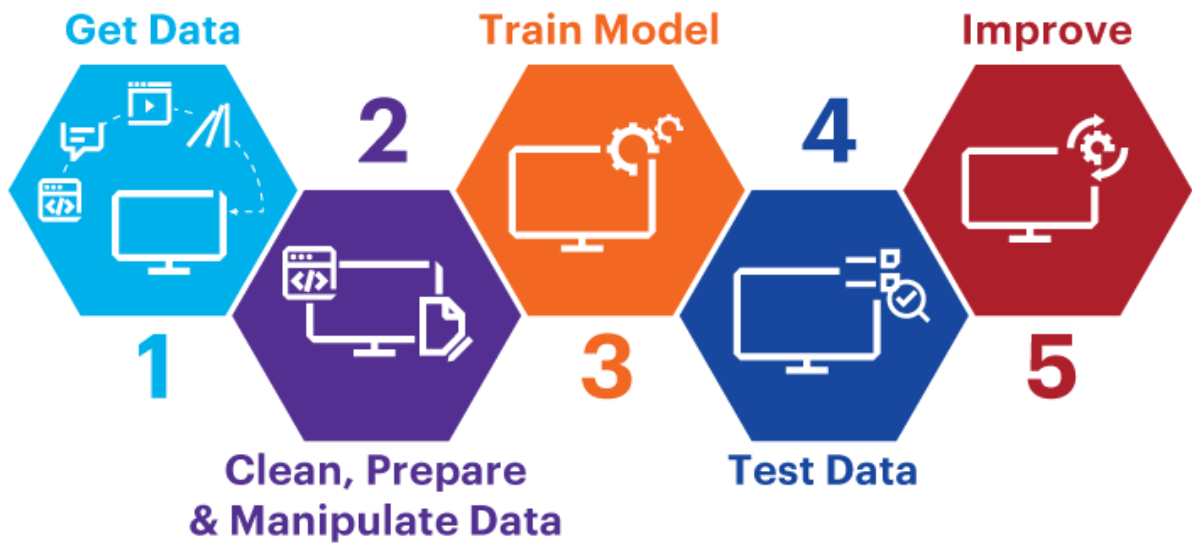 Get Data
1
2
Clean, Prepare
& Manipulate Data
Train Model
3
4
Test Data
Improve
5